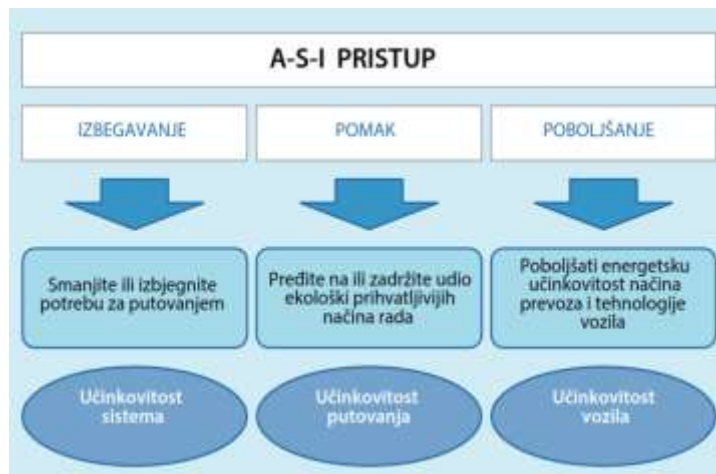 A-S-I PRISTUP
IZBEGAVANJE
POMAK
POBOLJŠANJE
Smanjite ili izbjegnite
potrebu za putovanjem
Pređite na ili zadržite udio
ekološki prihvatljivijih
načina rada
Poboljšati energetsku
učinkovitost načina
prevoza i tehnologije
vozila
Učinkovitost
sistema
Učinkovitost
putovanja
Učinkovitost
vozila